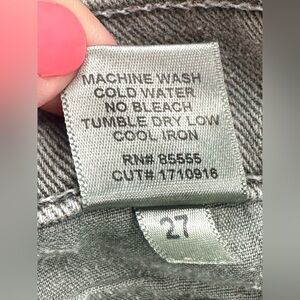 MACHINE WASH
COLD WATER
NO BLEACH
TUMBLE DRY LOW
COOL IRON
RN# 85555
CUT# 1710916
27